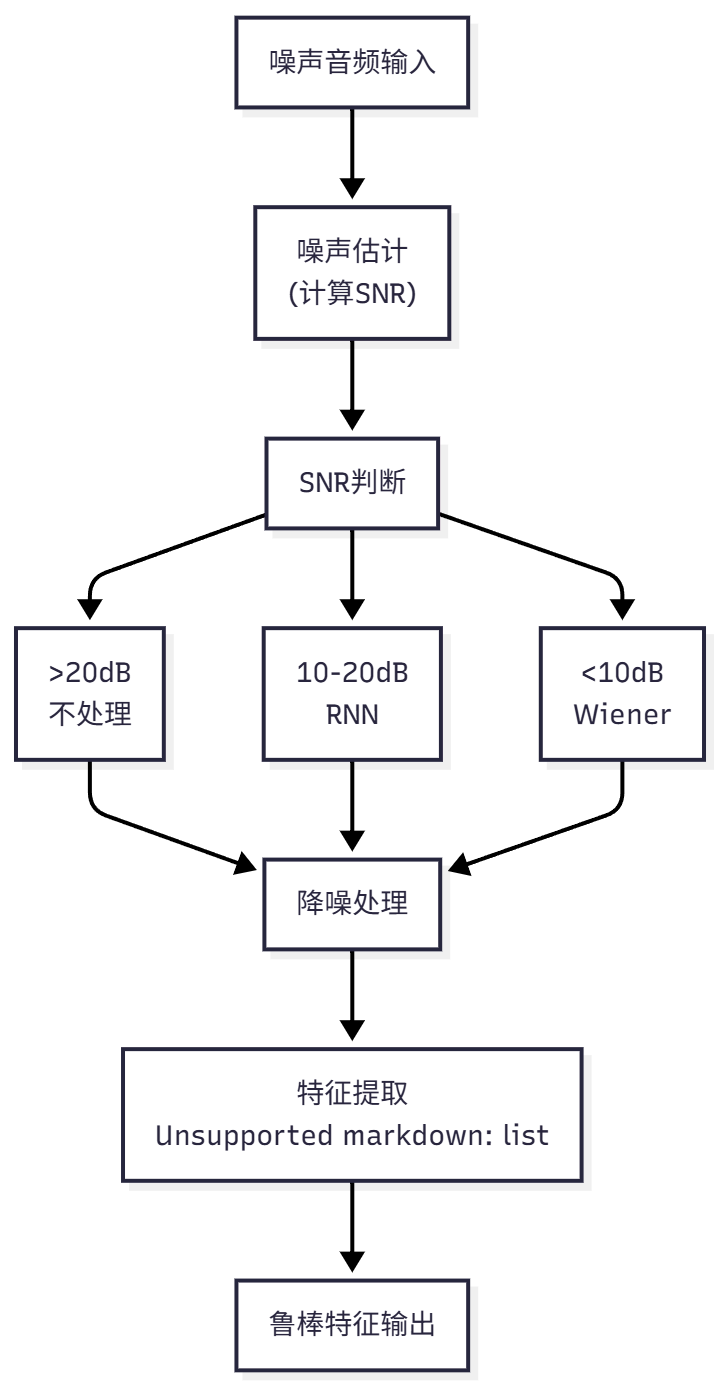 噪声音频输入
噪声估计
(计算SNR)
SNR判断
>20dB
不处理
10-20dB
RNN
<10dB
Wiener
降噪处理
特征提取
Unsupported markdown: list
鲁棒特征输出